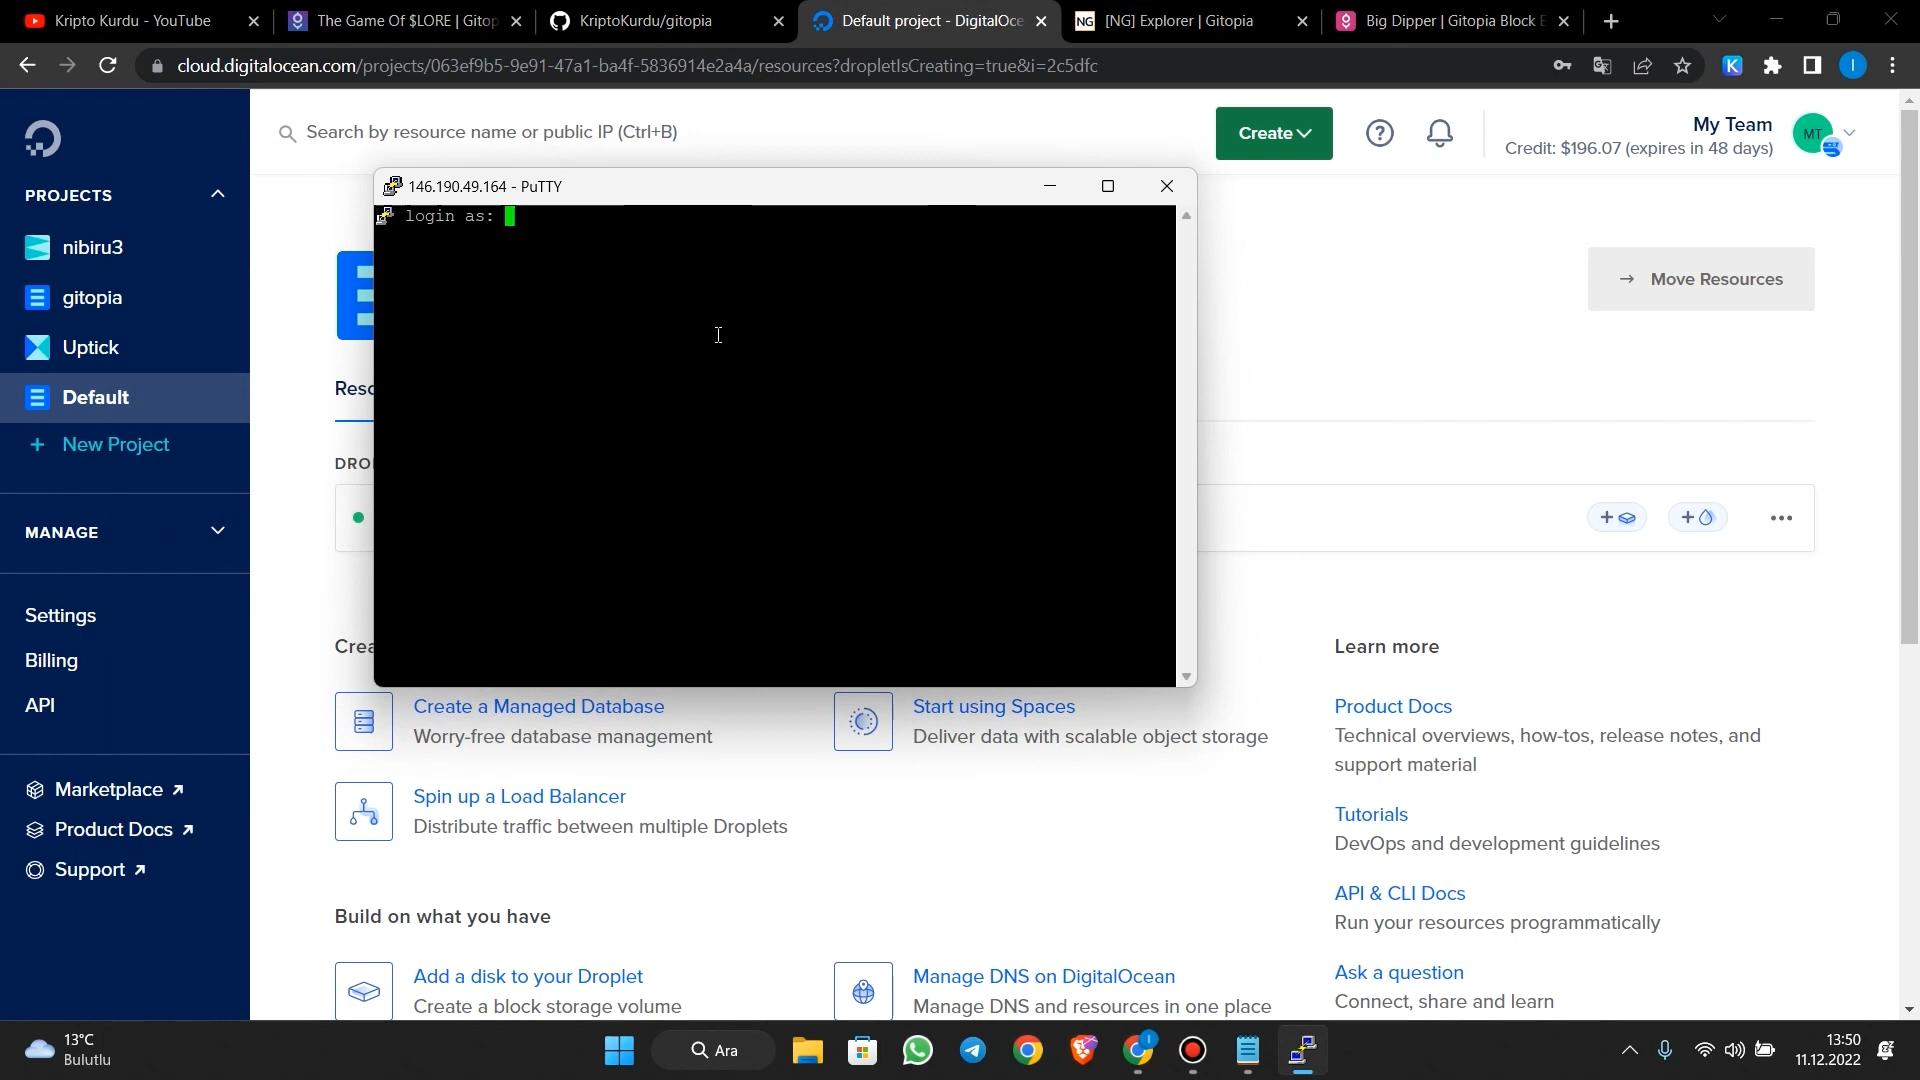 Kripto Kurdu - YouTube
The Game Of $LORE | Gitop
KriptoKurdu/gitopia
Default project - DigitalOce
NG
[NG] Explorer | Gitopia
Big Dipper | Gitopia Block E
cloud.digitalocean.com/projects/063ef9b5-9e91-47a1-ba4f-5836914e2a4a/resources?dropletIsCreating=true&i=2c5dfc
K
I
Search by resource name or public IP (Ctrl+B)
Create
My Team
Credit: $196.07 (expires in 48 days)
MT
PROJECTS
nibiru3
gitopia
Uptick
Default
+ New Project
MANAGE
Settings
Billing
API
Marketplace ↗
Product Docs ↗
Support ↗
146.190.49.164 - PuTTY
login as:
→ Move Resources
Reso
DRO
Crea
Create a Managed Database
Worry-free database management
Start using Spaces
Deliver data with scalable object storage
Spin up a Load Balancer
Distribute traffic between multiple Droplets
Build on what you have
Add a disk to your Droplet
Create a block storage volume
Manage DNS on DigitalOcean
Manage DNS and resources in one place
Learn more
Product Docs
Technical overviews, how-tos, release notes, and
support material
Tutorials
DevOps and development guidelines
API & CLI Docs
Run your resources programmatically
Ask a question
Connect, share and learn
13°C
Bulutlu
Ara
13:50
11.12.2022